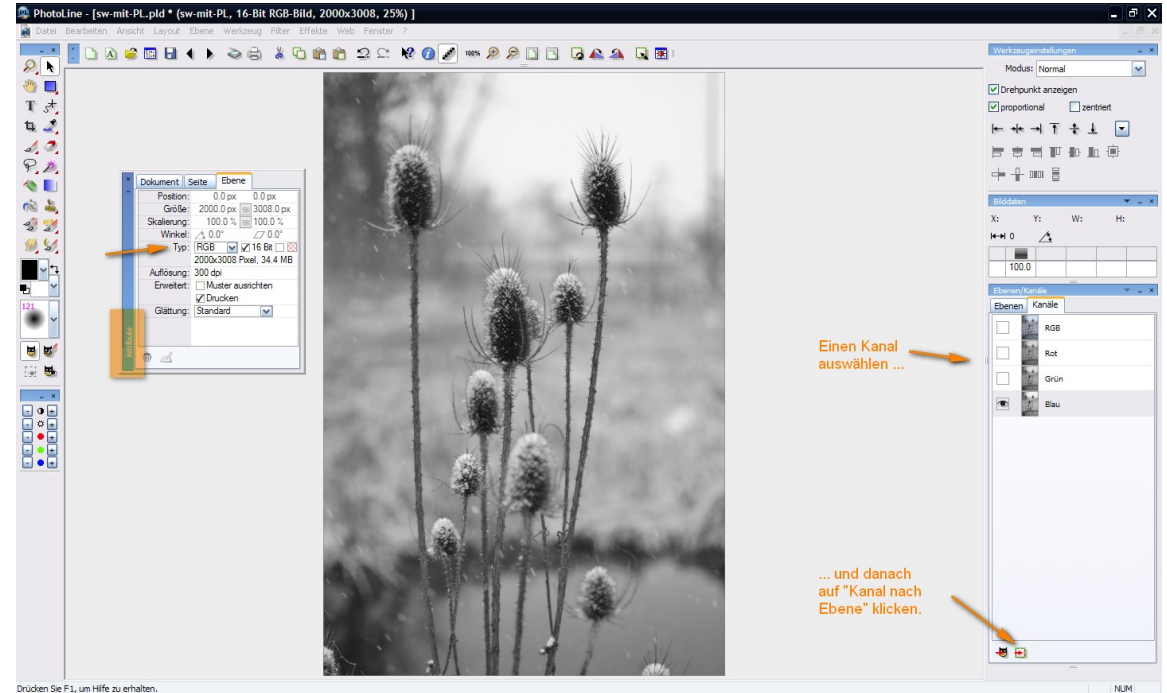 PhotoLine - [sw-mit-PL.pld * (sw-mit-PL, 16-Bit RGB-Bild, 2000x3008, 25%) ]
Datei Bearbeiten Ansicht Layout Ebene Werkzeug Filter Effekte Web Fenster ?
100%
121
Dokument Seite Ebene
Position: 0.0 px 0.0 px
Größe: 2000.0 px 3008.0 px
Skalierung: 100.0 % 100.0 %
Winkel: 0.0° 0.0°
Typ: RGB 16 Bit
2000x3008 Pixel, 34.4 MB
Auflösung: 300 dpi
Erweitert: Muster ausrichten
Drucken
Glättung: Standard
Attribute
Werkzeugeinstellungen
Modus: Normal
Drehpunkt anzeigen
proportional zentriert
Bilddaten
X: Y: W: H:
0
100.0
Ebenen/Kanäle
Ebenen Kanäle
RGB
Rot
Grün
Blau
Einen Kanal
auswählen ...
... und danach
auf "Kanal nach
Ebene" klicken.
Drücken Sie F1, um Hilfe zu erhalten.
NUM